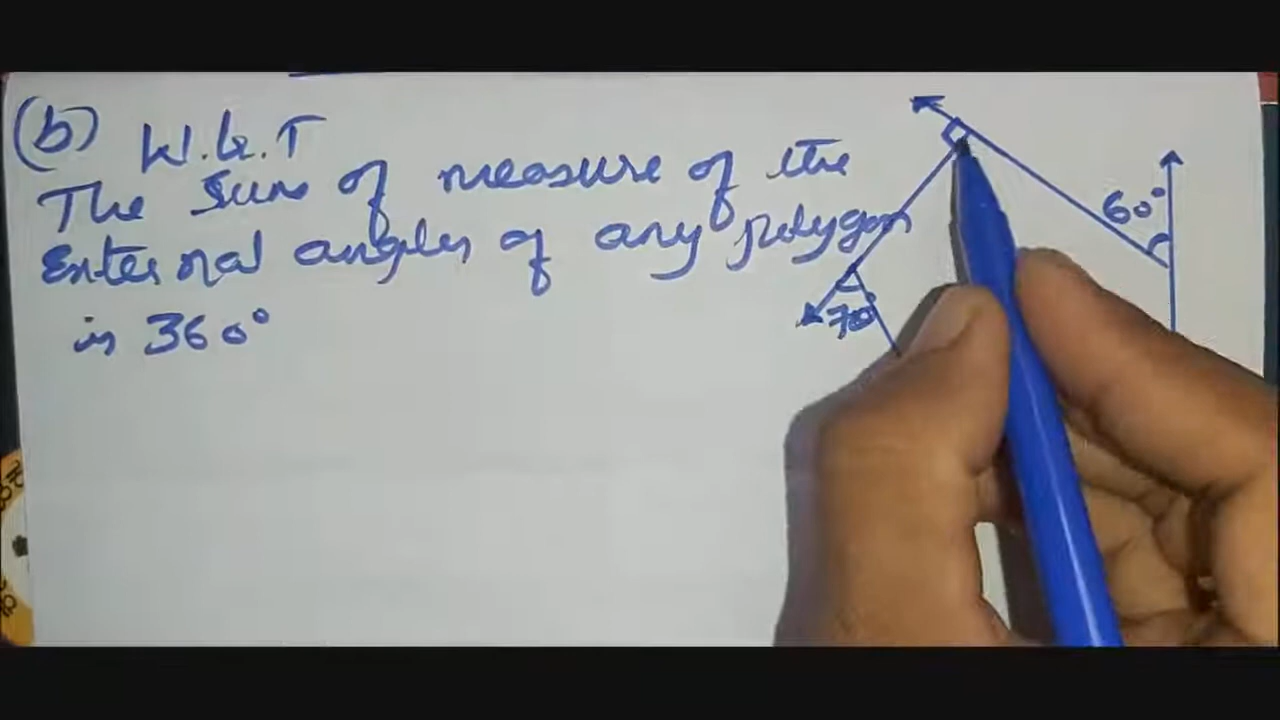 (b) W.K.T
The Sum of measure of the
External angles of any polygon
is 360°
60°
70°